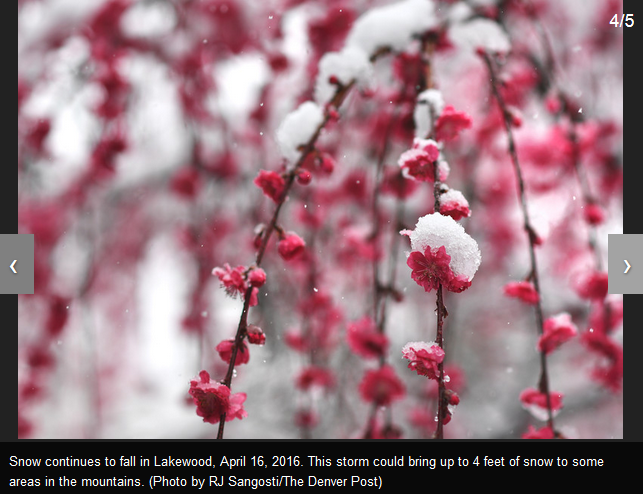 4/5
Snow continues to fall in Lakewood, April 16, 2016. This storm could bring up to 4 feet of snow to some
areas in the mountains. (Photo by RJ Sangosti/The Denver Post)